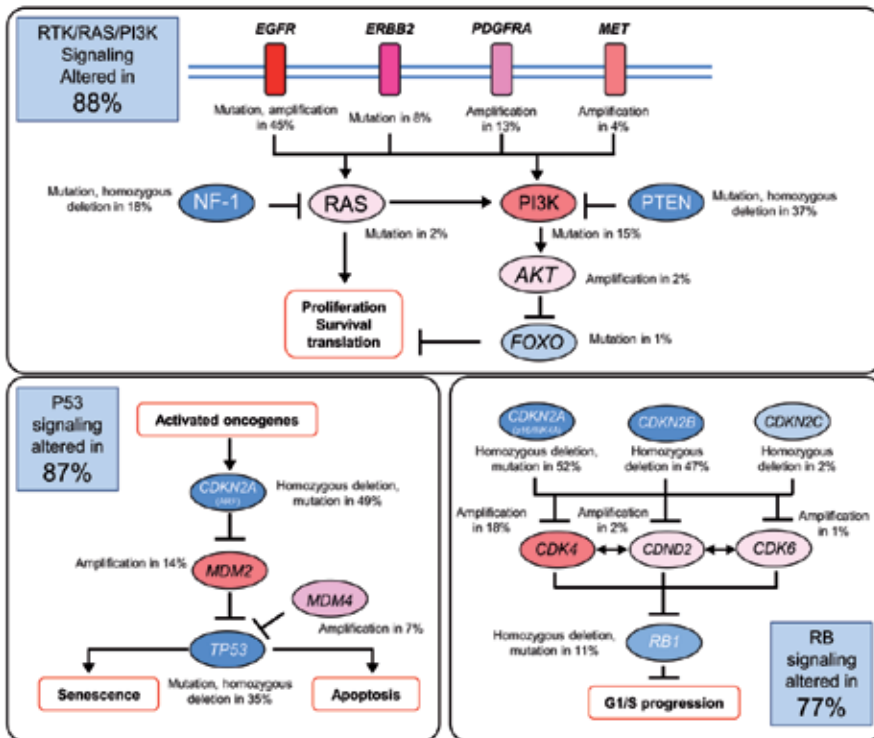 RTK/RAS/PI3K
Signaling
Altered in
88%
EGFR
ERBB2
PDGFRA
MET
Mutation, amplification
in 45%
Mutation in 8%
Amplification
in 13%
Amplification
in 4%
Mutation, homozygous
deletion in 18%
NF-1
RAS
PI3K
PTEN
Mutation, homozygous
deletion in 37%
Mutation in 2%
Mutation in 15%
AKT
Amplification in 2%
Proliferation
Survival
translation
FOXO
Mutation in 1%
P53
signaling
altered in
87%
Activated oncogenes
CDKN2A
(ARF)
Homozygous deletion,
mutation in 49%
Amplification in 14%
MDM2
MDM4
Amplification in 7%
TP53
Senescence
Mutation, homozygous
deletion in 35%
Apoptosis
CDKN2A
(p16/INK4A)
CDKN2B
CDKN2C
Homozygous deletion,
mutation in 52%
Homozygous
deletion in 47%
Homozygous
deletion in 2%
Amplification
in 18%
Amplification
in 2%
Amplification
in 1%
CDK4
CDND2
CDK6
Homozygous deletion,
mutation in 11%
RB1
G1/S progression
RB
signaling
altered in
77%